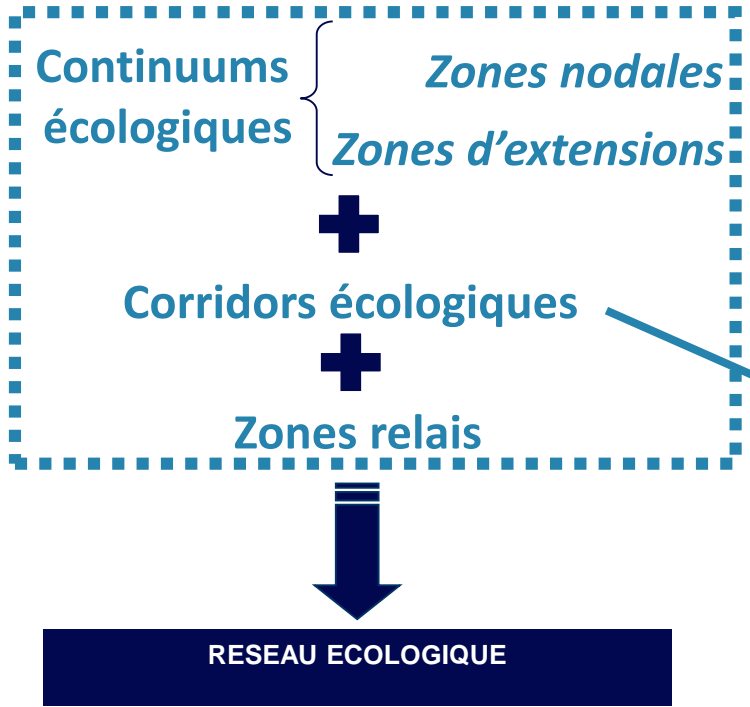 Continuums
écologiques
Zones nodales
Zones d’extensions
Corridors écologiques
Zones relais
RESEAU ECOLOGIQUE